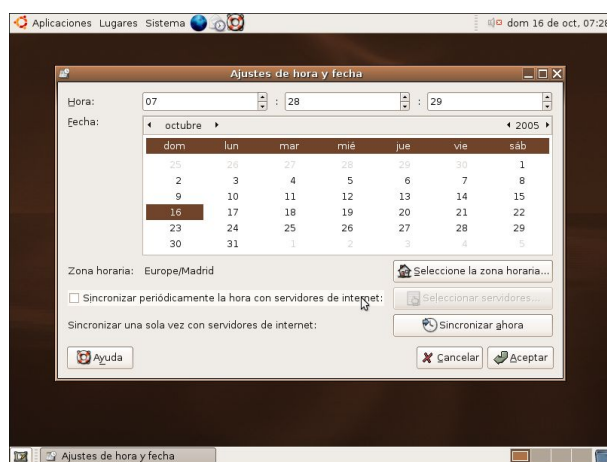 Aplicaciones Lugares Sistema dom 16 de oct, 07:28
Ajustes de hora y fecha
Hora: 07 : 28 : 29
Fecha: octubre 2005
dom lun mar mié jue vie sáb
25 26 27 28 29 30 1
2 3 4 5 6 7 8
9 10 11 12 13 14 15
16 17 18 19 20 21 22
23 24 25 26 27 28 29
30 31 1 2 3 4 5
Zona horaria: Europe/Madrid Seleccione la zona horaria...
Sincronizar periódicamente la hora con servidores de internet: Seleccionar servidores...
Sincronizar una sola vez con servidores de internet: Sincronizar ahora
Ayuda Cancelar Aceptar
Ajustes de hora y fecha